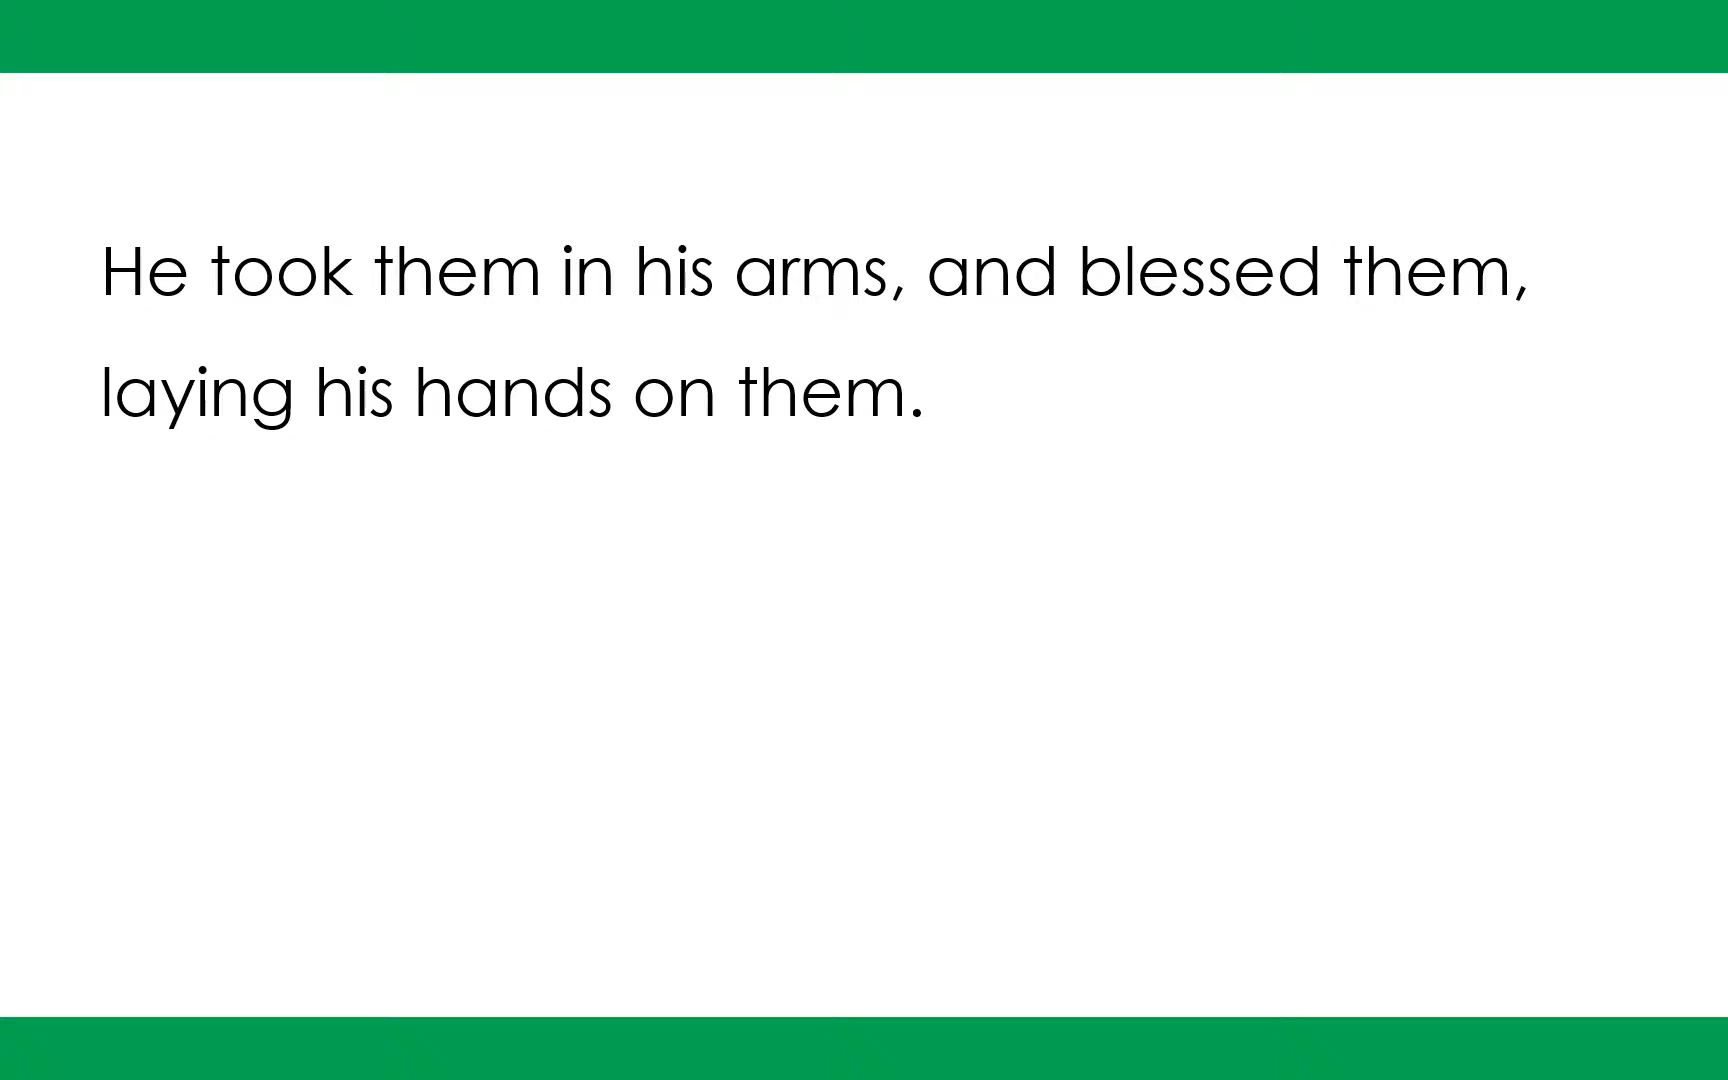 He took them in his arms, and blessed them,
laying his hands on them.